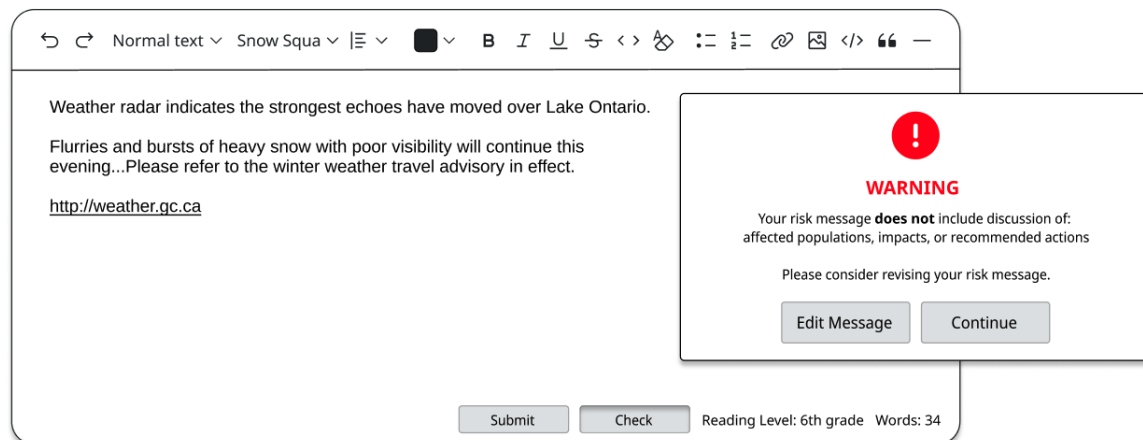 Normal text
Snow Squa
B I U S
Weather radar indicates the strongest echoes have moved over Lake Ontario.
Flurries and bursts of heavy snow with poor visibility will continue this
evening...Please refer to the winter weather travel advisory in effect.
http://weather.gc.ca
WARNING
Your risk message does not include discussion of:
affected populations, impacts, or recommended actions
Please consider revising your risk message.
Edit Message
Continue
Submit
Check
Reading Level: 6th grade
Words: 34